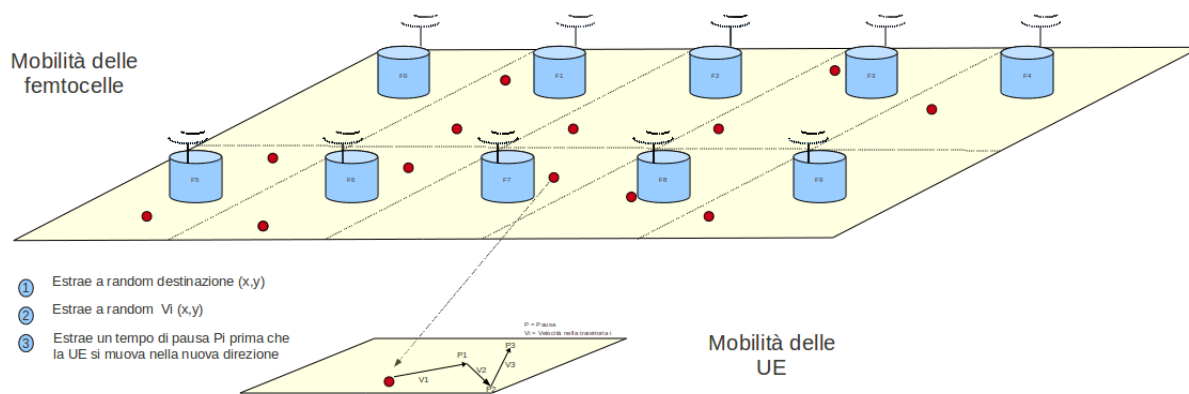 Mobilità delle
femtocelle
F0
F1
F2
F3
F4
F5
F6
F7
F8
F9
1 Estrae a random destinazione (x,y)
2 Estrae a random Vi (x,y)
3 Estrae un tempo di pausa Pi prima che
la UE si muova nella nuova direzione
P = Pausa
Vi = Velocità nella traiettoria i
P1
P3
V2
V3
V1
P2
Mobilità delle
UE